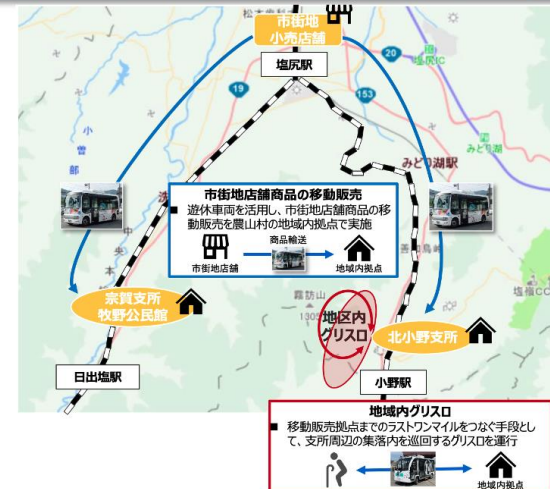 市街地
小売店舗
塩尻駅
20
19
153
みどり湖駅
小
曽
部
市街地店舗商品の移動販売
■ 遊休車両を活用し、市街地店舗商品の移
動販売を農山村の地域内拠点で実施
商品輸送
市街地店舗
地域内拠点
宗賀支所
牧野公民館
霧訪山
1305
地区内
グリスロ
北小野支所
日出塩駅
小野駅
地域内グリスロ
■ 移動販売拠点までのラストワンマイルをつなぐ手段とし
て、支所周辺の集落内を巡回するグリスロを運行
地域内拠点